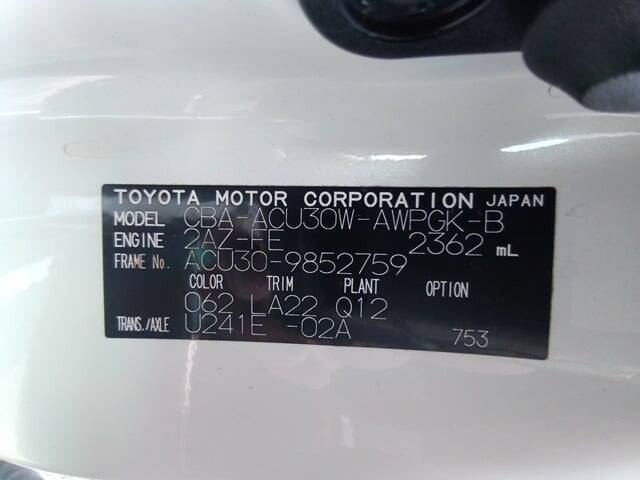 TOYOTA MOTOR CORPORATION JAPAN
MODEL CBA-ACU30W-AWPGK-B
ENGINE 2AZ-FE 2362 mL
FRAME No. ACU30-9852759
COLOR TRIM PLANT OPTION
062 LA22 Q12
TRANS./AXLE U241E -02A 753